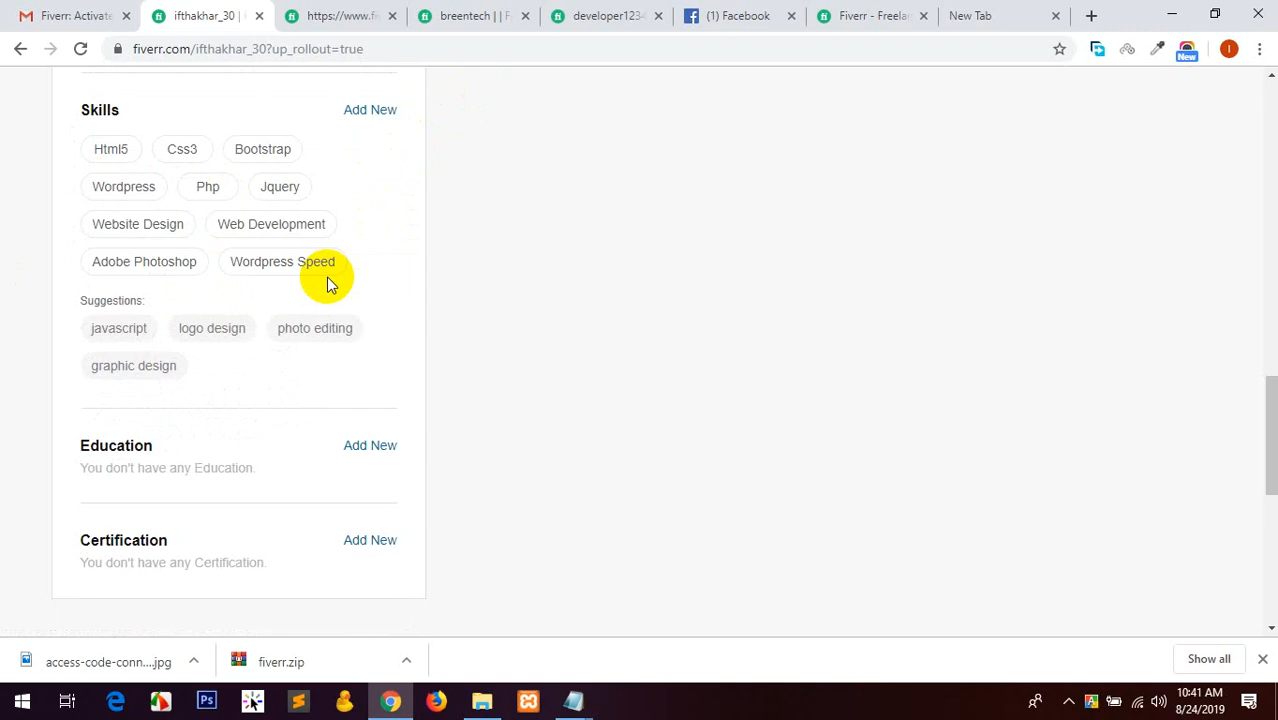 Fiverr: Activate
ifthakhar_30 |
https://www.fi
breentech | | F
developer123
(1) Facebook
Fiverr - Freelan
New Tab
fiverr.com/ifthakhar_30?up_rollout=true
I
New
Skills
Add New
Html5 Css3 Bootstrap
Wordpress Php Jquery
Website Design Web Development
Adobe Photoshop Wordpress Speed
Suggestions:
javascript logo design photo editing
graphic design
Education
Add New
You don't have any Education.
Certification
Add New
You don't have any Certification.
access-code-conn....jpg
fiverr.zip
Show all
Ps
10:41 AM
8/24/2019